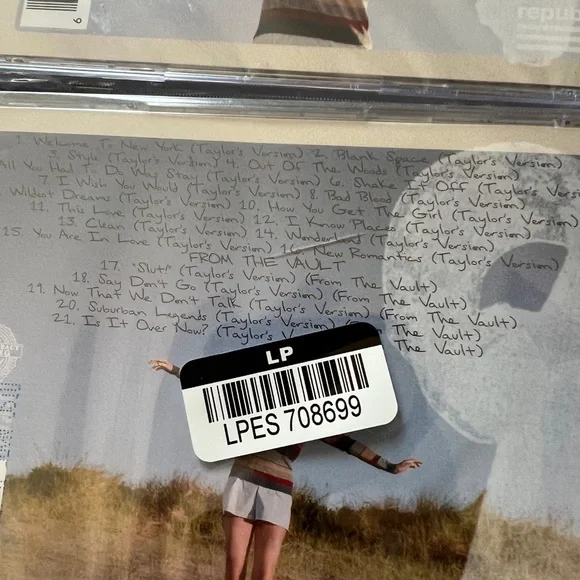 9
repub
1. Welcome To New York (Taylor's Version) 2. Blank Space (Taylor's Version)
3. Style (Taylor's Version) 4. Out Of The Woods (Taylor's Version)
All You Had To Do Was Stay (Taylor's Version) 6. Shake It Off (Taylor's Versi
7. I Wish You Would (Taylor's Version) 8. Bad Blood (Taylor's Version)
Wildest Dreams (Taylor's Version) 10. How You Get The Girl (Taylor's Version)
11. This Love (Taylor's Version) 12. I Know Places (Taylor's Version)
13. Clean (Taylor's Version) 14. Wonderland (Taylor's Version)
15. You Are In Love (Taylor's Version) 16. New Romantics (Taylor's Version)
FROM THE VAULT
17. "Slut!" (Taylor's Version) (From The Vault)
18. Say Don't Go (Taylor's Version) (From The Vault)
19. Now That We Don't Talk (Taylor's Version) (From The Vault)
20. Suburban Legends (Taylor's Version) The Vault)
21. Is It Over Now? (Taylor's The Vault)
LP
LPES 708699